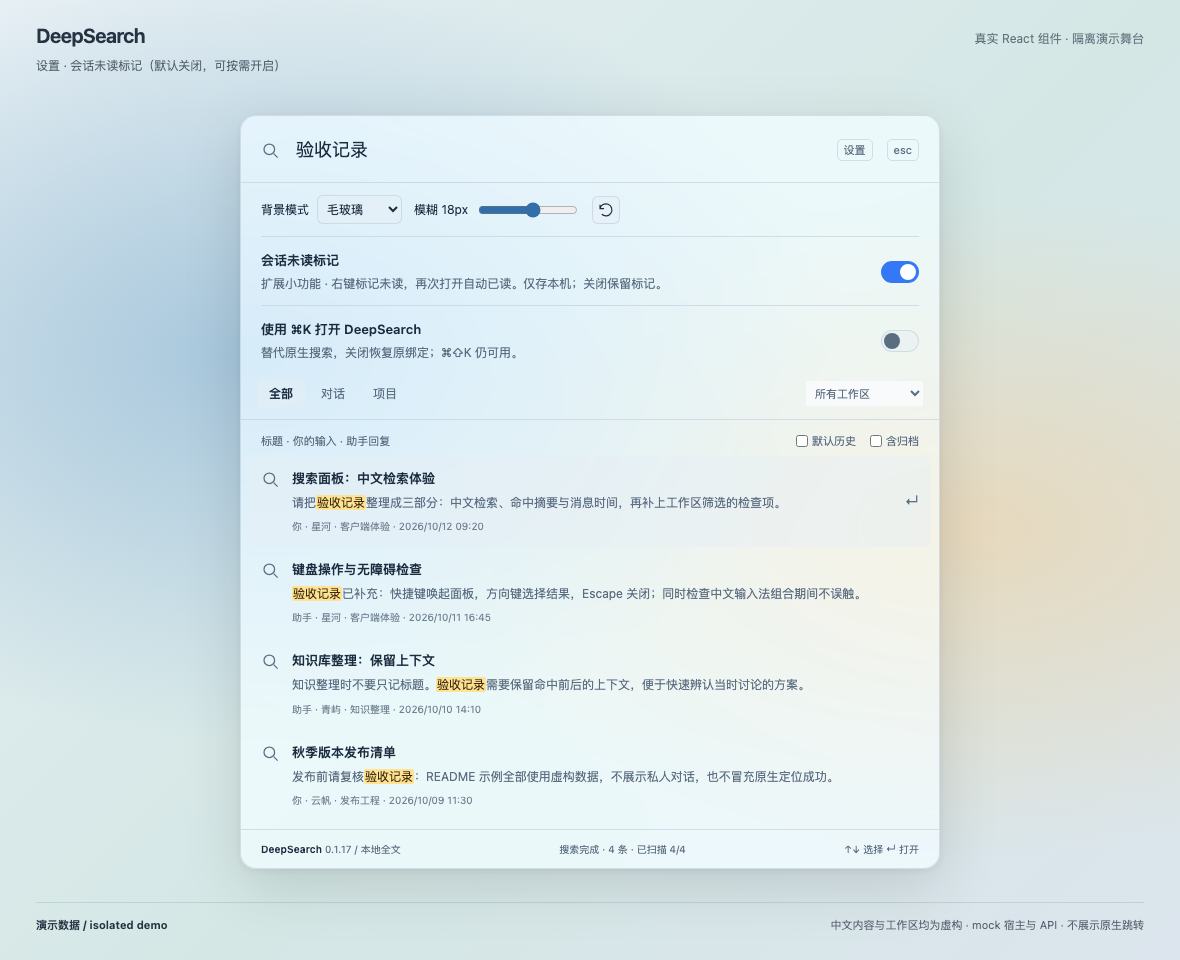 DeepSearch
设置 · 会话未读标记（默认关闭，可按需开启）
真实 React 组件 · 隔离演示舞台
验收记录
设置
esc
背景模式
毛玻璃
模糊 18px
会话未读标记
扩展小功能 · 右键标记未读，再次打开自动已读。仅存本机；关闭保留标记。
使用 ⌘K 打开 DeepSearch
替代原生搜索，关闭恢复原绑定；⌘⇧K 仍可用。
全部
对话
项目
所有工作区
标题 · 你的输入 · 助手回复
默认历史
含归档
搜索面板：中文检索体验
请把验收记录整理成三部分：中文检索、命中摘要与消息时间，再补上工作区筛选的检查项。
你 · 星河 · 客户端体验 · 2026/10/12 09:20
键盘操作与无障碍检查
验收记录已补充：快捷键唤起面板，方向键选择结果，Escape 关闭；同时检查中文输入法组合期间不误触。
助手 · 星河 · 客户端体验 · 2026/10/11 16:45
知识库整理：保留上下文
知识整理时不要只记标题。验收记录需要保留命中前后的上下文，便于快速辨认当时讨论的方案。
助手 · 青屿 · 知识整理 · 2026/10/10 14:10
秋季版本发布清单
发布前请复核验收记录：README 示例全部使用虚构数据，不展示私人对话，也不冒充原生定位成功。
你 · 云帆 · 发布工程 · 2026/10/09 11:30
DeepSearch 0.1.17 / 本地全文
搜索完成 · 4 条 · 已扫描 4/4
↑↓ 选择 ↵ 打开
演示数据 / isolated demo
中文内容与工作区均为虚构 · mock 宿主与 API · 不展示原生跳转